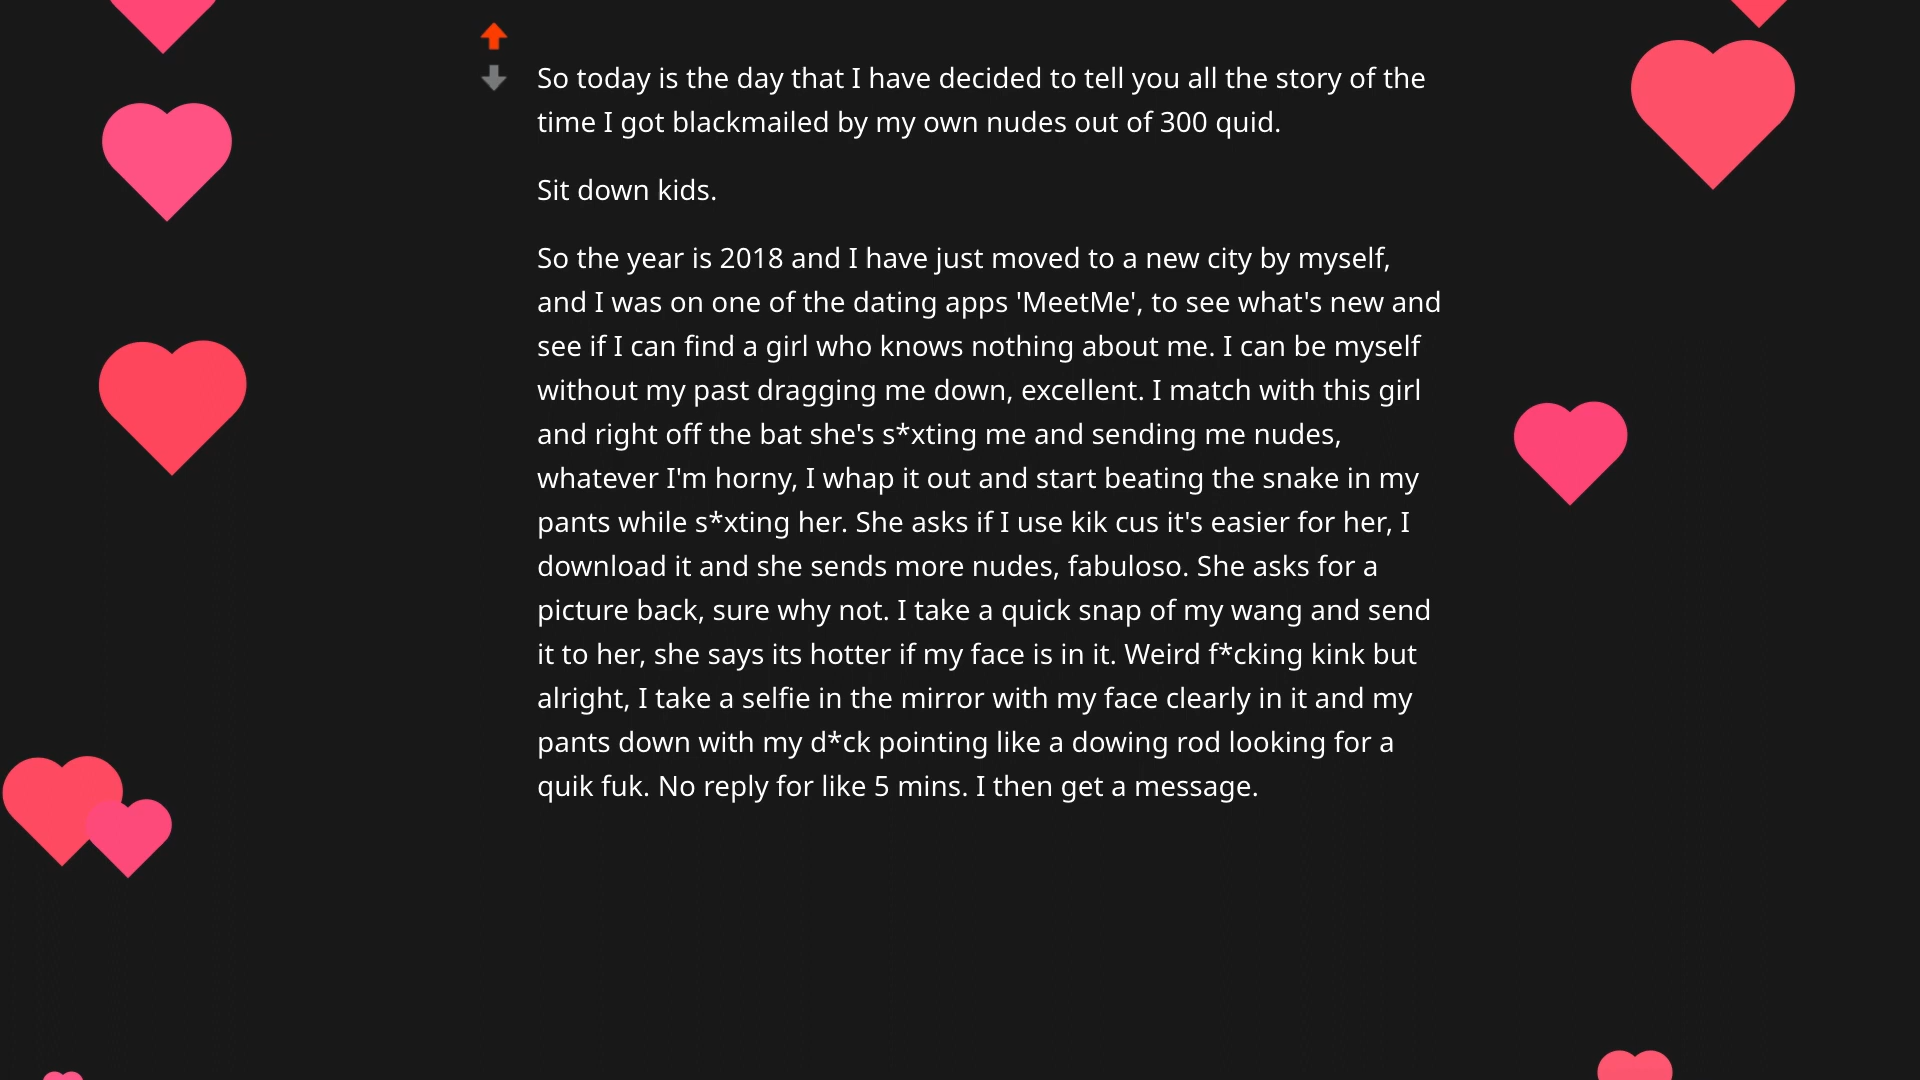 So today is the day that I have decided to tell you all the story of the
time I got blackmailed by my own nudes out of 300 quid.
Sit down kids.
So the year is 2018 and I have just moved to a new city by myself,
and I was on one of the dating apps 'MeetMe', to see what's new and
see if I can find a girl who knows nothing about me. I can be myself
without my past dragging me down, excellent. I match with this girl
and right off the bat she's s*xting me and sending me nudes,
whatever I'm horny, I whap it out and start beating the snake in my
pants while s*xting her. She asks if I use kik cus it's easier for her, I
download it and she sends more nudes, fabuloso. She asks for a
picture back, sure why not. I take a quick snap of my wang and send
it to her, she says its hotter if my face is in it. Weird f*cking kink but
alright, I take a selfie in the mirror with my face clearly in it and my
pants down with my d*ck pointing like a dowing rod looking for a
quik fuk. No reply for like 5 mins. I then get a message.